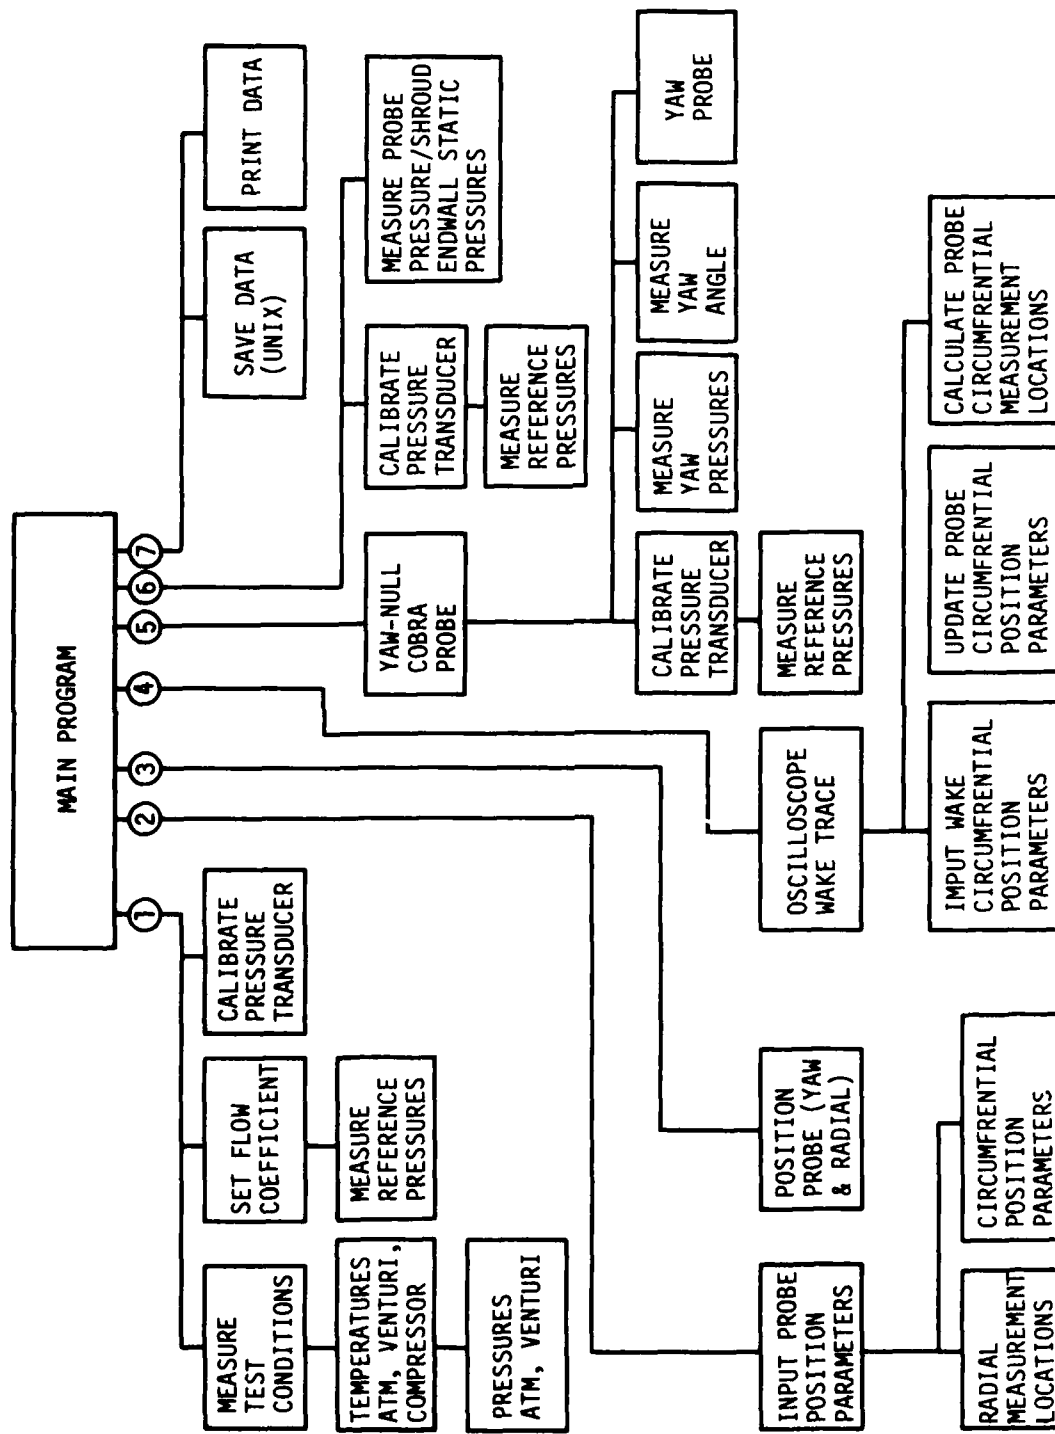 MAIN PROGRAM
1
2
3
4
5
6
7
MEASURE
TEST
CONDITIONS
TEMPERATURES
ATM, VENTURI,
COMPRESSOR
PRESSURES
ATM, VENTURI
SET FLOW
COEFFICIENT
MEASURE
REFERENCE
PRESSURES
CALIBRATE
PRESSURE
TRANSDUCER
INPUT PROBE
POSITION
PARAMETERS
RADIAL
MEASUREMENT
LOCATIONS
CIRCUMFRENTIAL
POSITION
PARAMETERS
POSITION
PROBE (YAW
& RADIAL)
OSCILLOSCOPE
WAKE TRACE
IMPUT WAKE
CIRCUMFRENTIAL
POSITION
PARAMETERS
UPDATE PROBE
CIRCUMFRENTIAL
POSITION
PARAMETERS
CALCULATE PROBE
CIRCUMFRENTIAL
MEASUREMENT
LOCATIONS
YAW-NULL
COBRA
PROBE
CALIBRATE
PRESSURE
TRANSDUCER
MEASURE
REFERENCE
PRESSURES
MEASURE
YAW
PRESSURES
MEASURE
YAW
ANGLE
YAW
PROBE
CALIBRATE
PRESSURE
TRANSDUCER
MEASURE
REFERENCE
PRESSURES
MEASURE PROBE
PRESSURE/SHROUD
ENDWALL STATIC
PRESSURES
SAVE DATA
(UNIX)
PRINT DATA